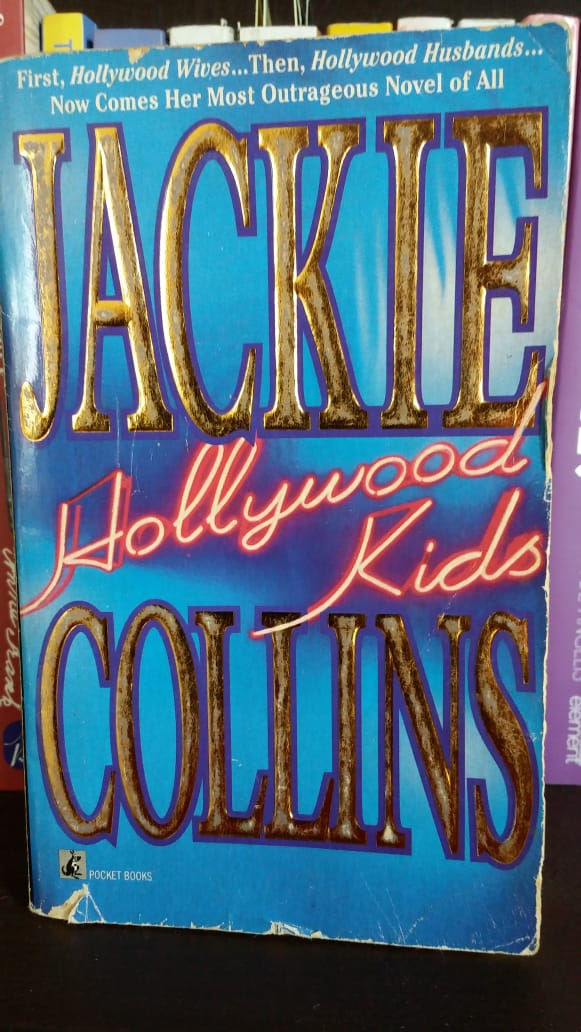 First, Hollywood Wives...Then, Hollywood Husbands...
Now Comes Her Most Outrageous Novel of All
JACKIE
Hollywood
Kids
COLLINS
POCKET BOOKS
element